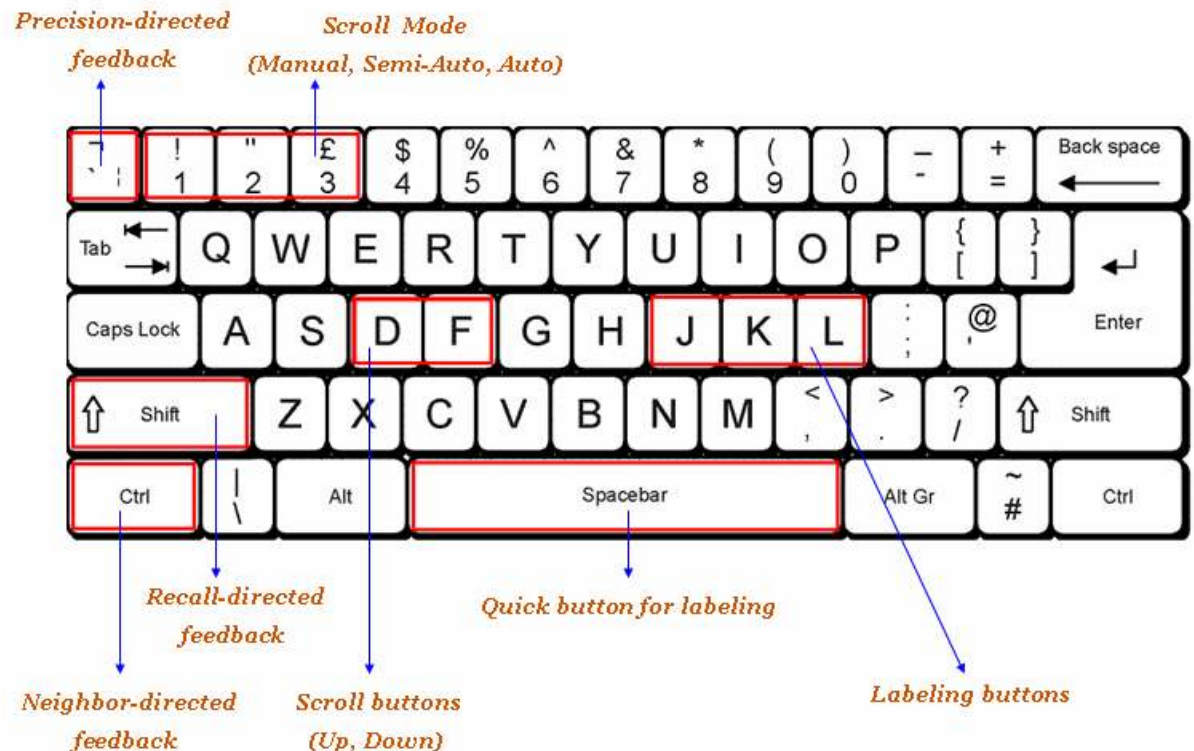 Precision-directed
feedback
Scroll Mode
(Manual, Semi-Auto, Auto)
¬ ! " £ $ % ^ & * ( ) _ + Back space
` ¦ 1 2 3 4 5 6 7 8 9 0 - =
Tab Q W E R T Y U I O P { [ } ]
Caps Lock A S D F G H J K L : ; @ ' Enter
Shift Z X C V B N M < , > . ? / Shift
Ctrl | \ Alt Spacebar Alt Gr ~ # Ctrl
Recall-directed
feedback
Quick button for labeling
Neighbor-directed
feedback
Scroll buttons
(Up, Down)
Labeling buttons